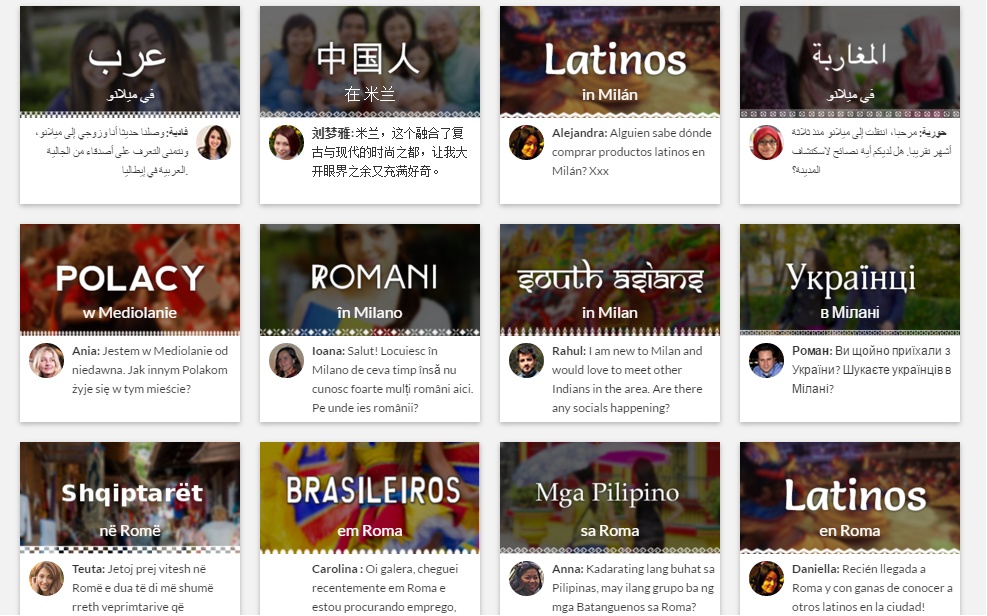 عرب
في ميلانو
فادية: وصلنا حديثا أنا وزوجي إلى ميلانو،
ونتمنى التعرف على أصدقاء من الجالية
العربية في إيطاليا.
中国人
在 米兰
刘梦雅: 米兰，这个融合了复
古与现代的时尚之都，让我大
开眼界之余又充满好奇。
Latinos
in Milán
Alejandra: Alguien sabe dónde
comprar productos latinos en
Milán? Xxx
المغاربة
في ميلانو
حورية: مرحبا، انتقلت إلى ميلانو منذ ثلاثة
أشهر تقريبا. هل لديكم أية نصائح لاستكشاف
المدينة؟
POLACY
w Mediolanie
Ania: Jestem w Mediolanie od
niedawna. Jak innym Polakom
żyje się w tym mieście?
ROMANI
în Milano
Ioana: Salut! Locuiesc în
Milano de ceva timp însă nu
cunosc foarte mulți români aici.
Pe unde ies românii?
south asians
in Milan
Rahul: I am new to Milan and
would love to meet other
Indians in the area. Are there
any socials happening?
Українці
в Мілані
Роман: Ви щойно приїхали з
України? Шукаєте українців в
Мілані?
Shqiptarët
në Romë
Teuta: Jetoj prej vitesh në
Romë e dua të di më shumë
rreth veprimtarive që
BRASILEIROS
em Roma
Carolina : Oi galera, cheguei
recentemente em Roma e
estou procurando emprego,
Mga Pilipino
sa Roma
Anna: Kadarating lang buhat sa
Pilipinas, may ilang grupo ba ng
mga Batanguenos sa Roma?
Latinos
en Roma
Daniella: Recién llegada a
Roma y con ganas de conocer a
otros latinos en la ciudad!